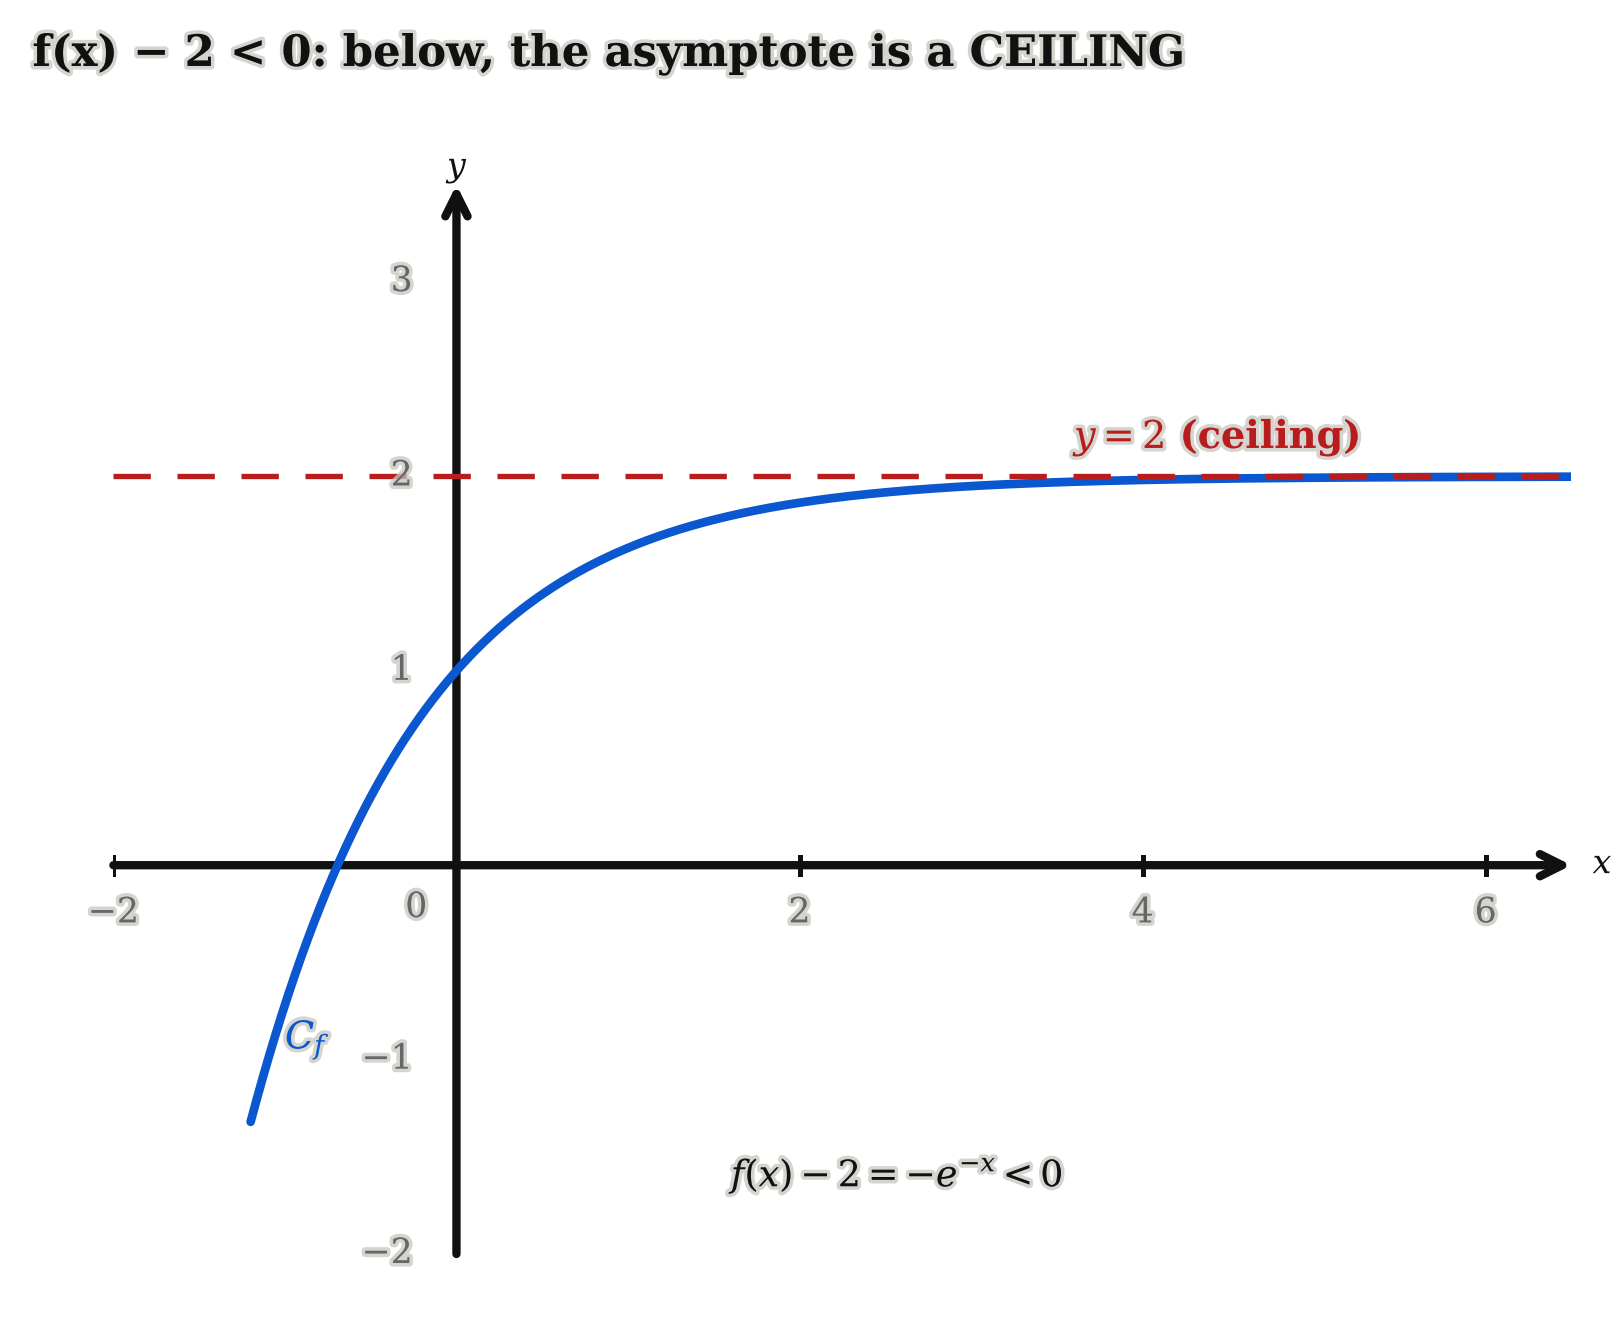 f(x) − 2 < 0: below, the asymptote is a CEILING
y
3
y = 2 (ceiling)
2
1
x
−2
0
2
4
6
C_f
−1
f(x) − 2 = −e^{−x} < 0
−2